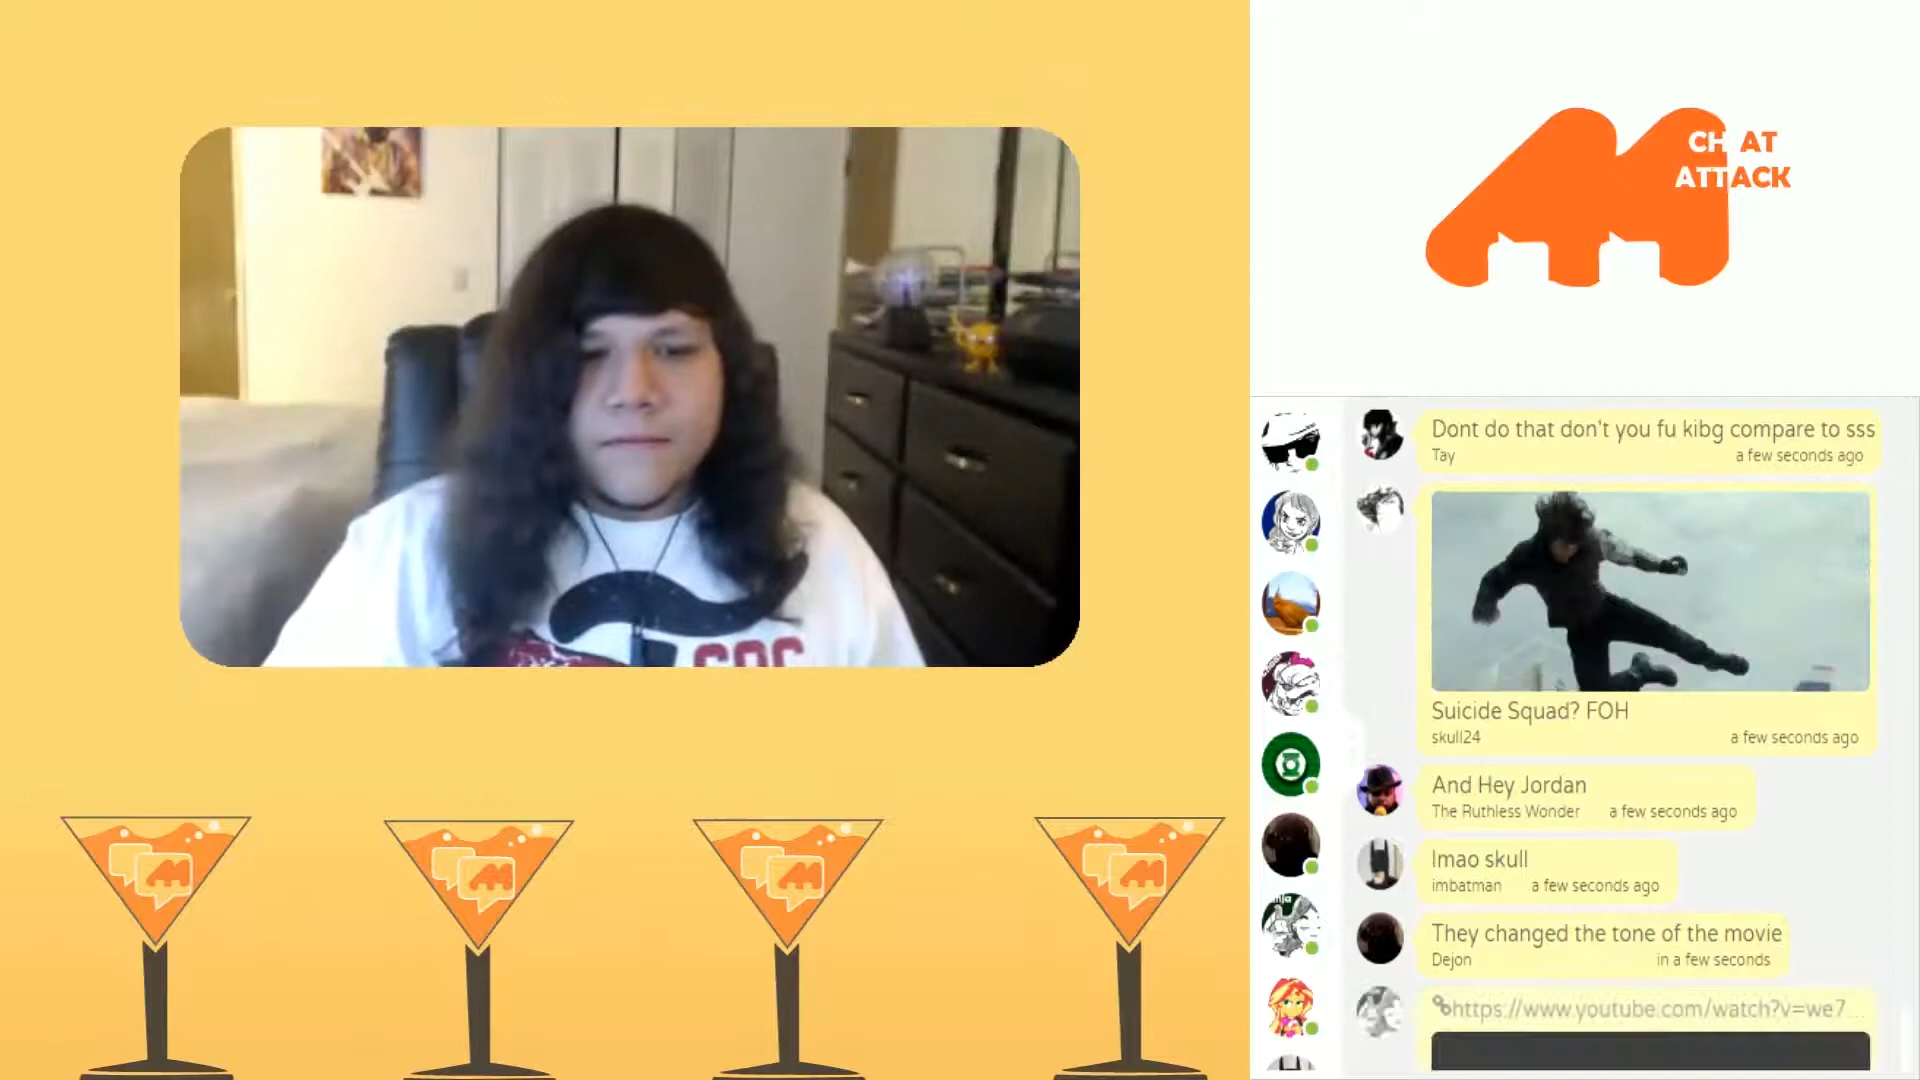 CHAT
ATTACK
Dont do that don't you fu kibg compare to sss
Tay a few seconds ago
Suicide Squad? FOH
skull24 a few seconds ago
And Hey Jordan
The Ruthless Wonder a few seconds ago
lmao skull
imbatman a few seconds ago
They changed the tone of the movie
Dejon in a few seconds
https://www.youtube.com/watch?v=we7...